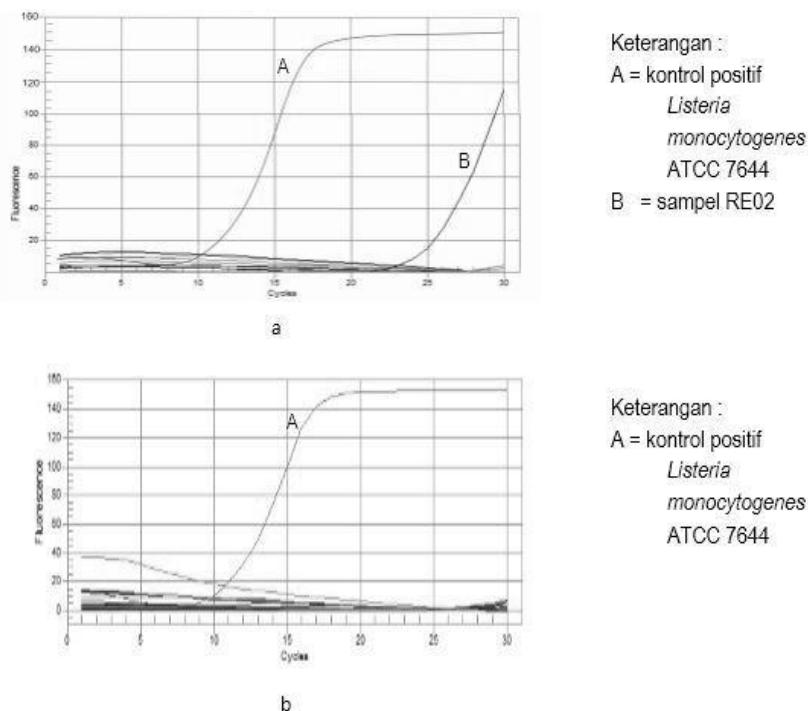 160
140
120
100
80
60
40
20
Fluorescence
A
B
0 5 10 15 20 25 30
Cycles
a
Keterangan :
A = kontrol positif
Listeria
monocytogenes
ATCC 7644
B = sampel RE02
160
140
120
100
80
60
40
20
0
Fluorescence
A
0 5 10 15 20 25 30
Cycles
b
Keterangan :
A = kontrol positif
Listeria
monocytogenes
ATCC 7644